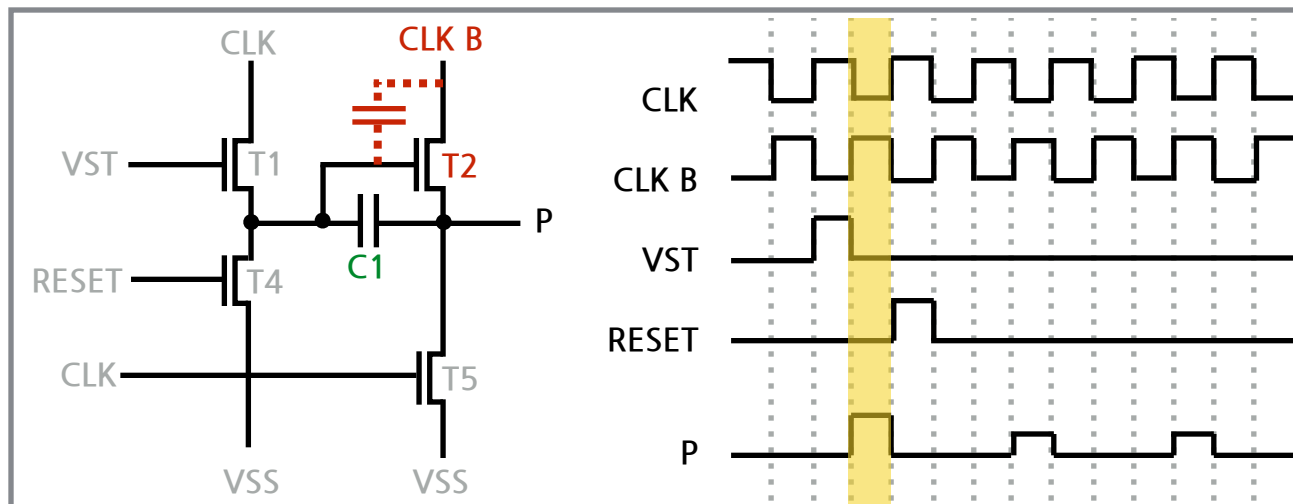 CLK
CLK B
VST
T1
T2
P
C1
RESET
T4
CLK
T5
VSS
VSS
CLK
CLK B
VST
RESET
P